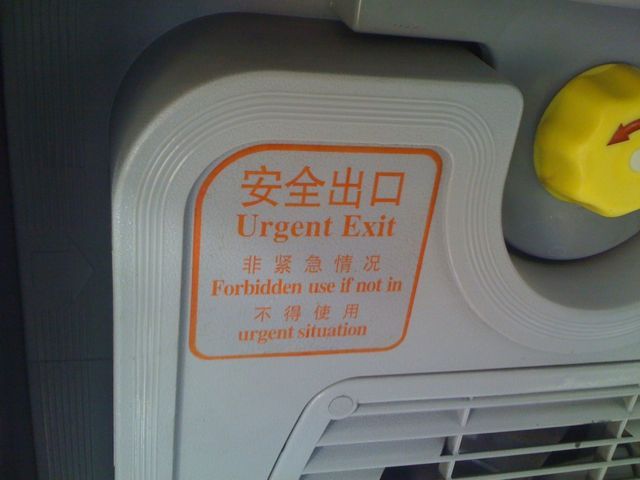 安全出口
Urgent Exit
非紧急情况
Forbidden use if not in
不得使用
urgent situation